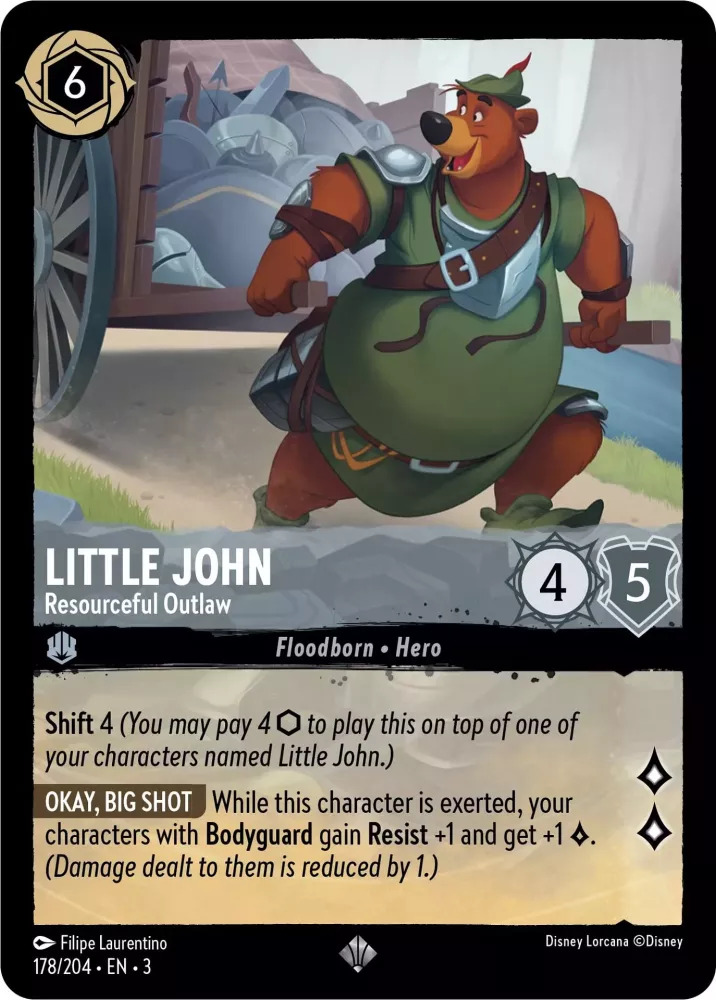 6
LITTLE JOHN
Resourceful Outlaw
4
5
Floodborn • Hero
Shift 4 (You may pay 4 ⬡ to play this on top of one of
your characters named Little John.)
OKAY, BIG SHOT While this character is exerted, your
characters with Bodyguard gain Resist +1 and get +1 ◊.
(Damage dealt to them is reduced by 1.)
Filipe Laurentino
178/204 • EN • 3
Disney Lorcana ©Disney